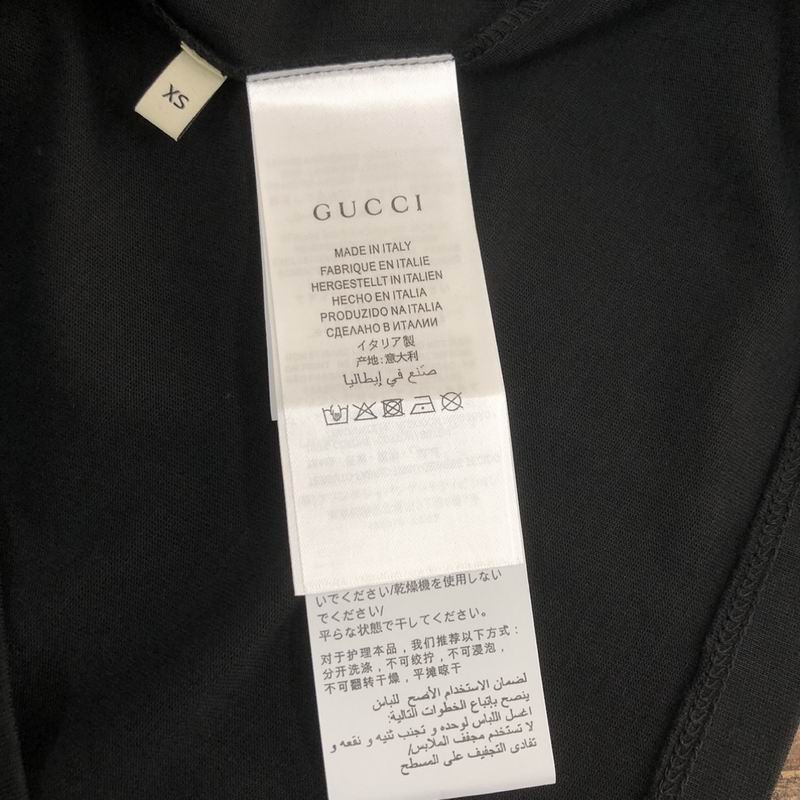 XS
GUCCI
MADE IN ITALY
FABRIQUE EN ITALIE
HERGESTELLT IN ITALIEN
HECHO EN ITALIA
PRODUZIDO NA ITALIA
СДЕЛАНО В ИТАЛИИ
イタリア製
产地:意大利
صنع في إيطاليا
いでください/乾燥機を使用しない
でください/
平らな状態で干してください。
对于护理本品，我们推荐以下方式：
分开洗涤，不可绞拧，不可浸泡，
不可翻转干燥，平摊晾干
لضمان الاستخدام الأصح للباس
ينصح بإتباع الخطوات التالية:
اغسل اللباس لوحده و تجنب ثنيه و نقعه و
لا تستخدم مجفف الملابس/
تفادى التجفيف على المسطح